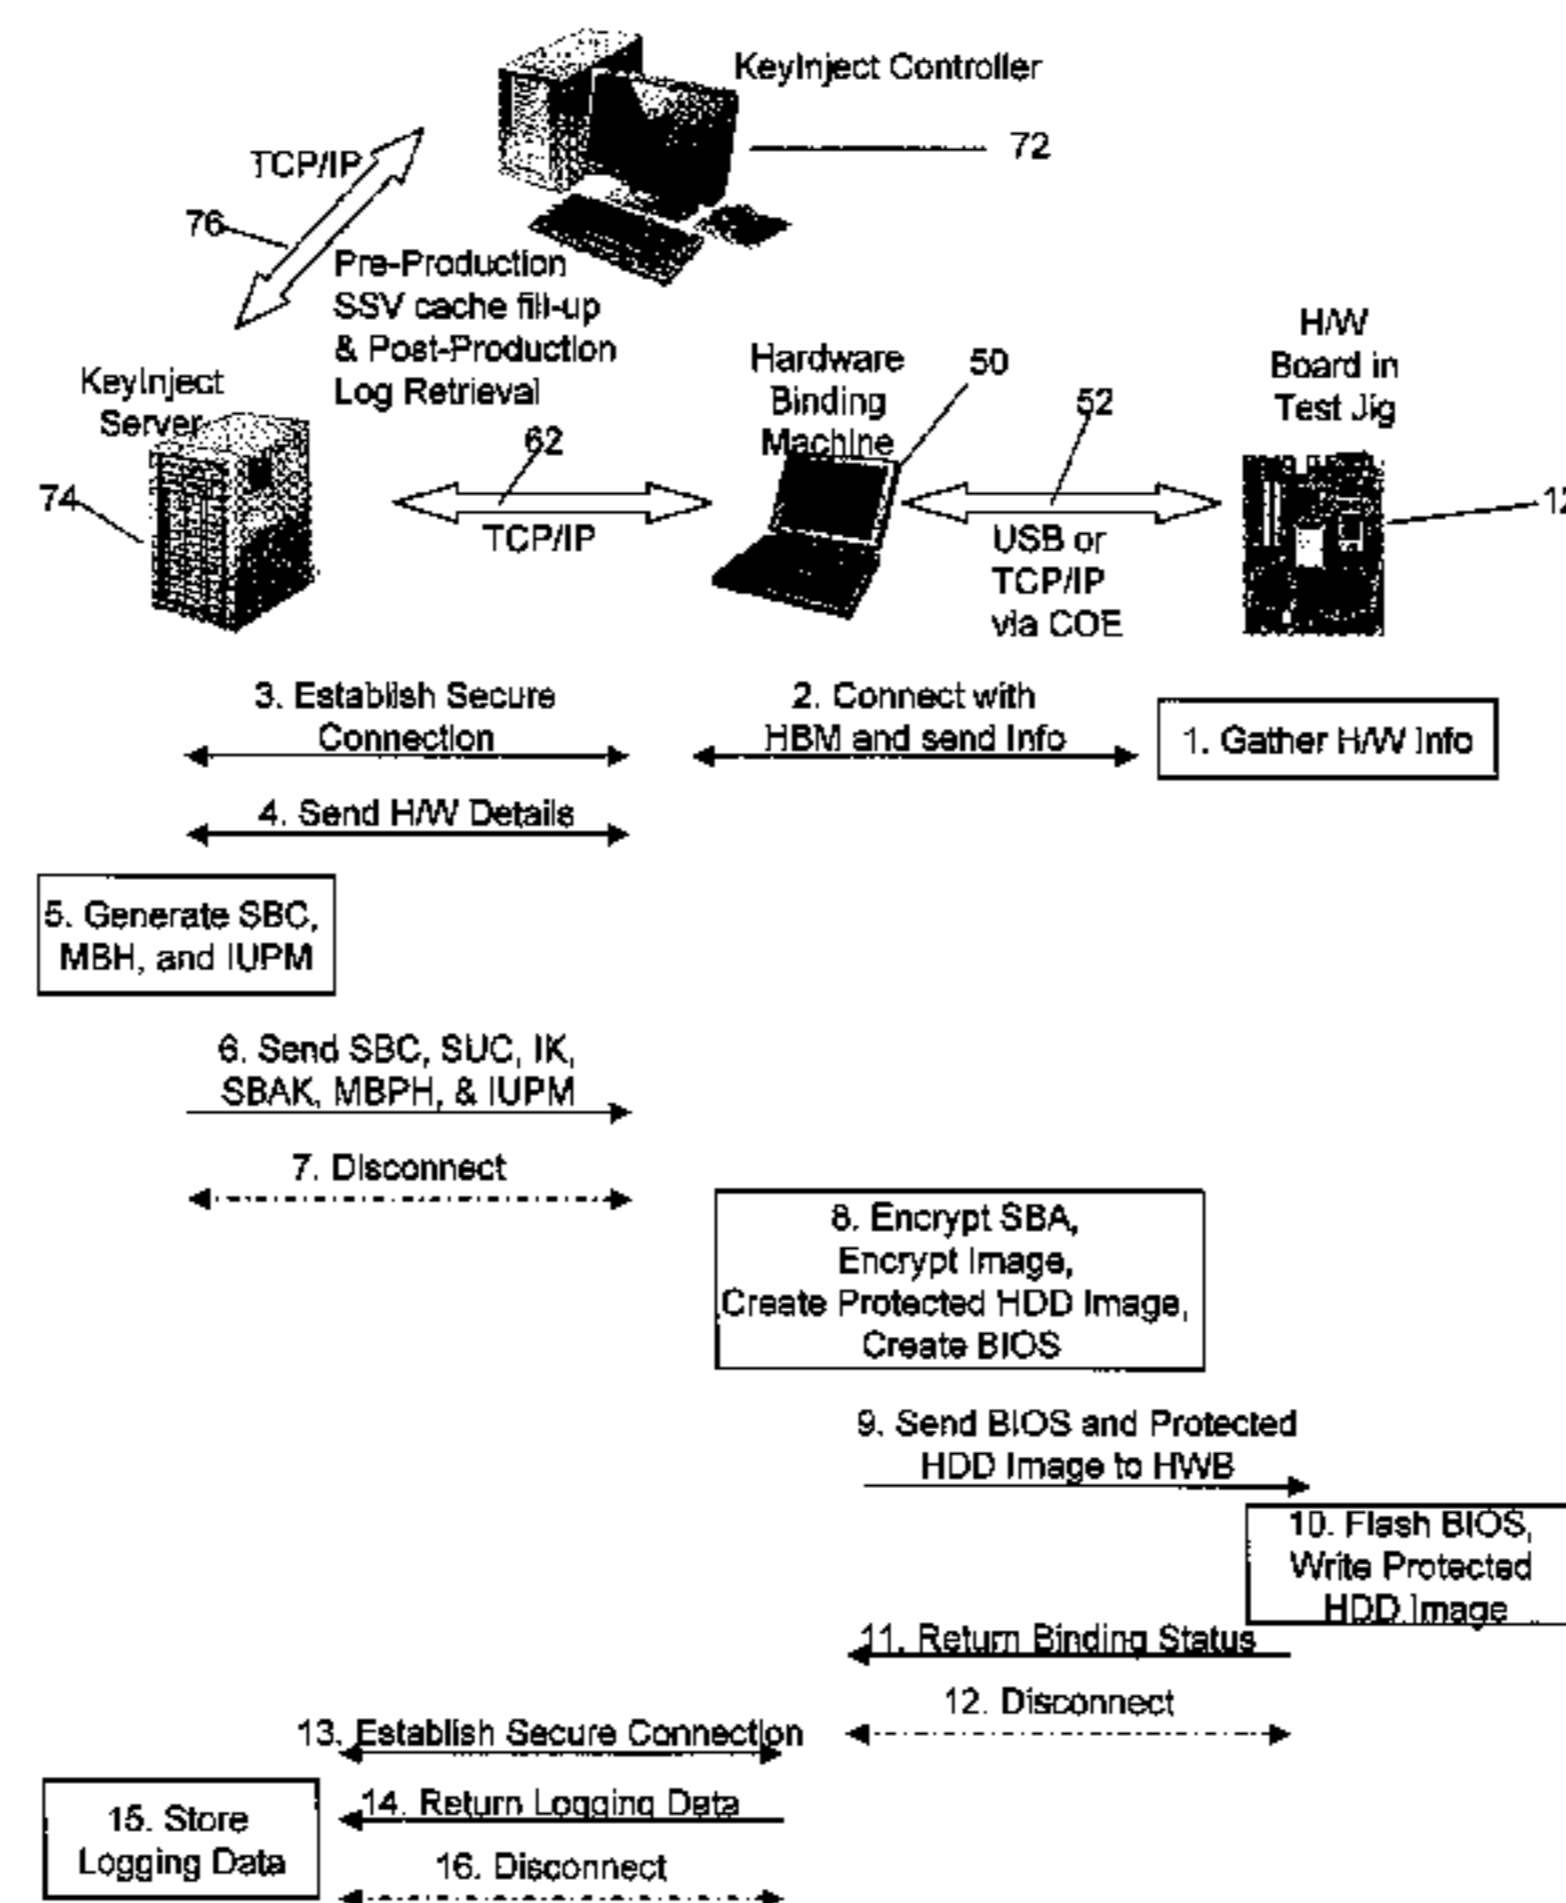 KeyInject Controller
72
TCP/IP
76
Pre-Production
SSV cache fill-up
& Post-Production
Log Retrieval
KeyInject
Server
74
62
TCP/IP
Hardware
Binding
Machine
50
52
USB or
TCP/IP
via COE
H/W
Board in
Test Jig
3. Establish Secure
Connection
2. Connect with
HBM and send Info
1. Gather H/W Info
4. Send H/W Details
5. Generate SBC,
MBH, and IUPM
6. Send SBC, SUC, IK,
SBAK, MBPH, & IUPM
7. Disconnect
8. Encrypt SBA,
Encrypt Image,
Create Protected HDD Image,
Create BIOS
9. Send BIOS and Protected
HDD Image to HWB
10. Flash BIOS,
Write Protected
HDD Image
11. Return Binding Status
12. Disconnect
13. Establish Secure Connection
14. Return Logging Data
15. Store
Logging Data
16. Disconnect